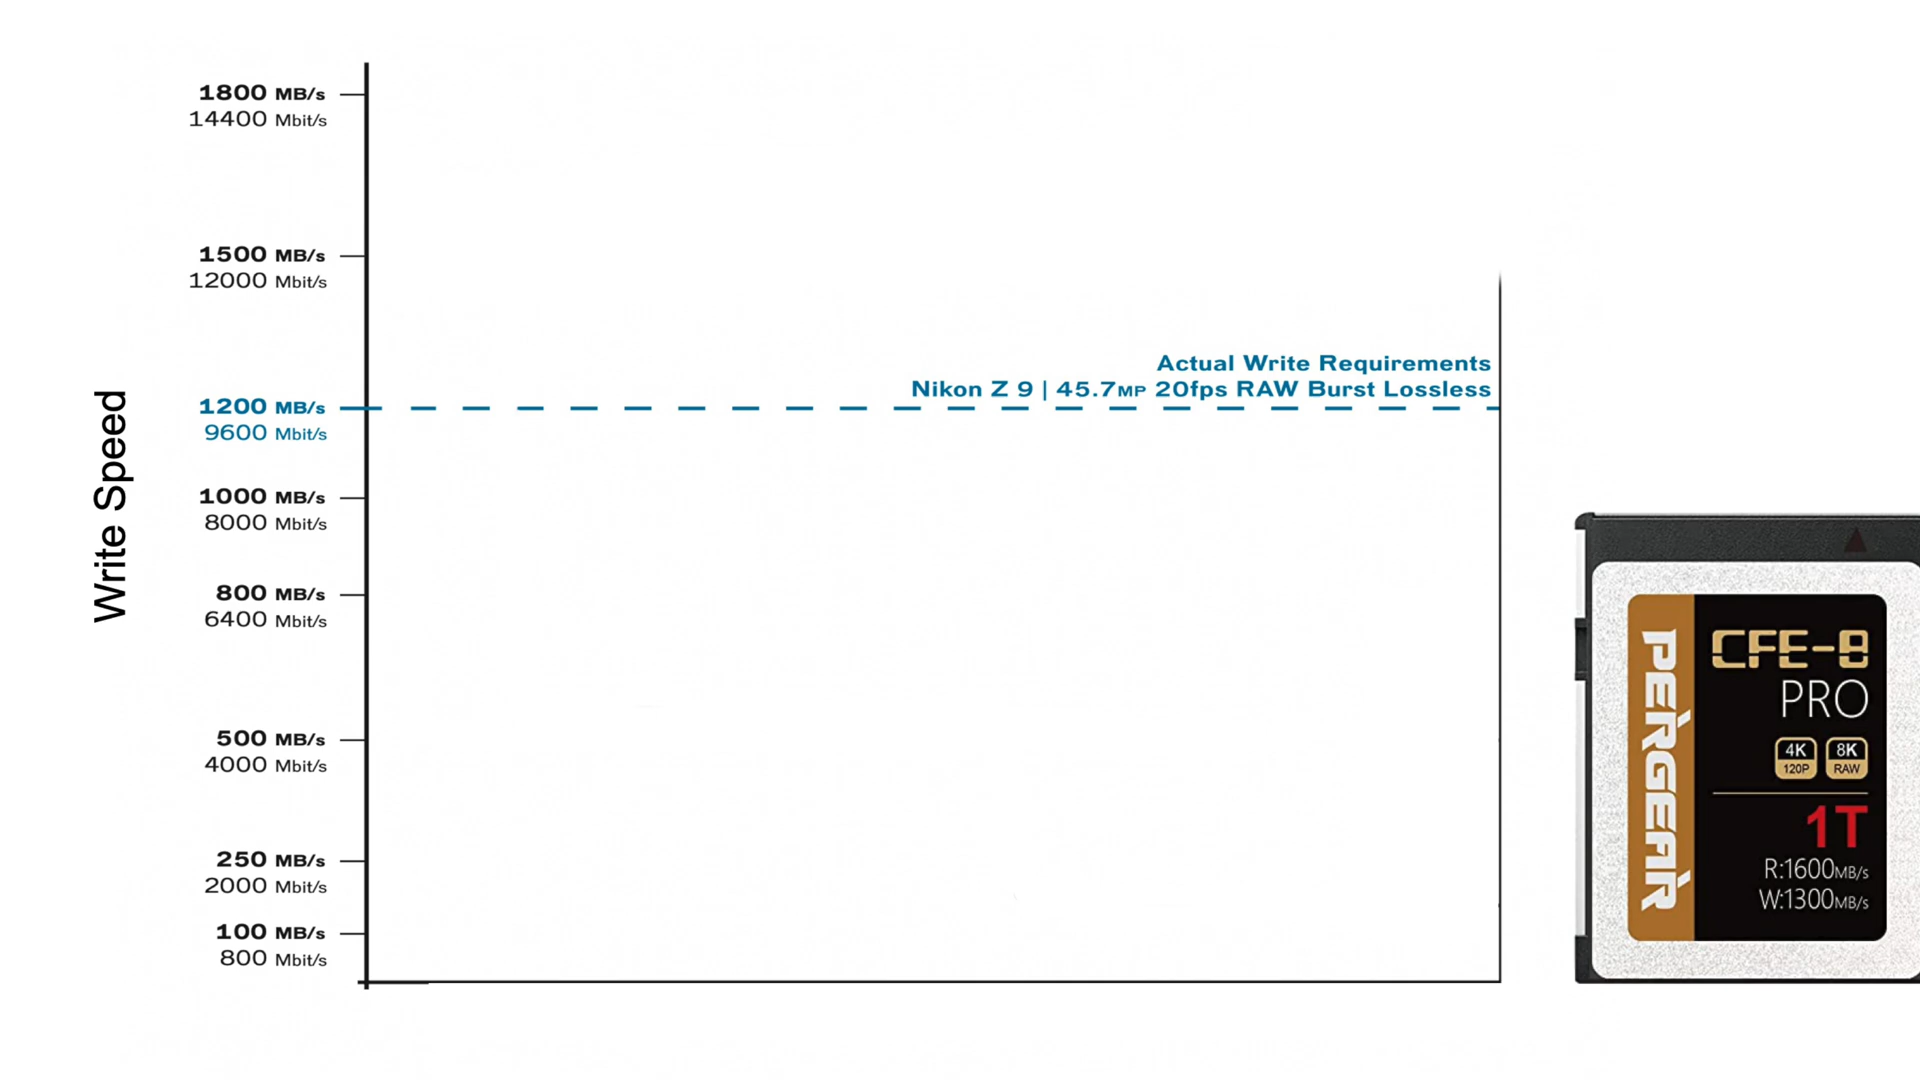 1800 MB/s
14400 Mbit/s
1500 MB/s
12000 Mbit/s
Actual Write Requirements
Nikon Z 9 | 45.7MP 20fps RAW Burst Lossless
1200 MB/s
9600 Mbit/s
Write Speed
1000 MB/s
8000 Mbit/s
800 MB/s
6400 Mbit/s
500 MB/s
4000 Mbit/s
250 MB/s
2000 Mbit/s
100 MB/s
800 Mbit/s
PERGEAR
CFE-B
PRO
4K 8K
120P RAW
1T
R:1600MB/s
W:1300MB/s